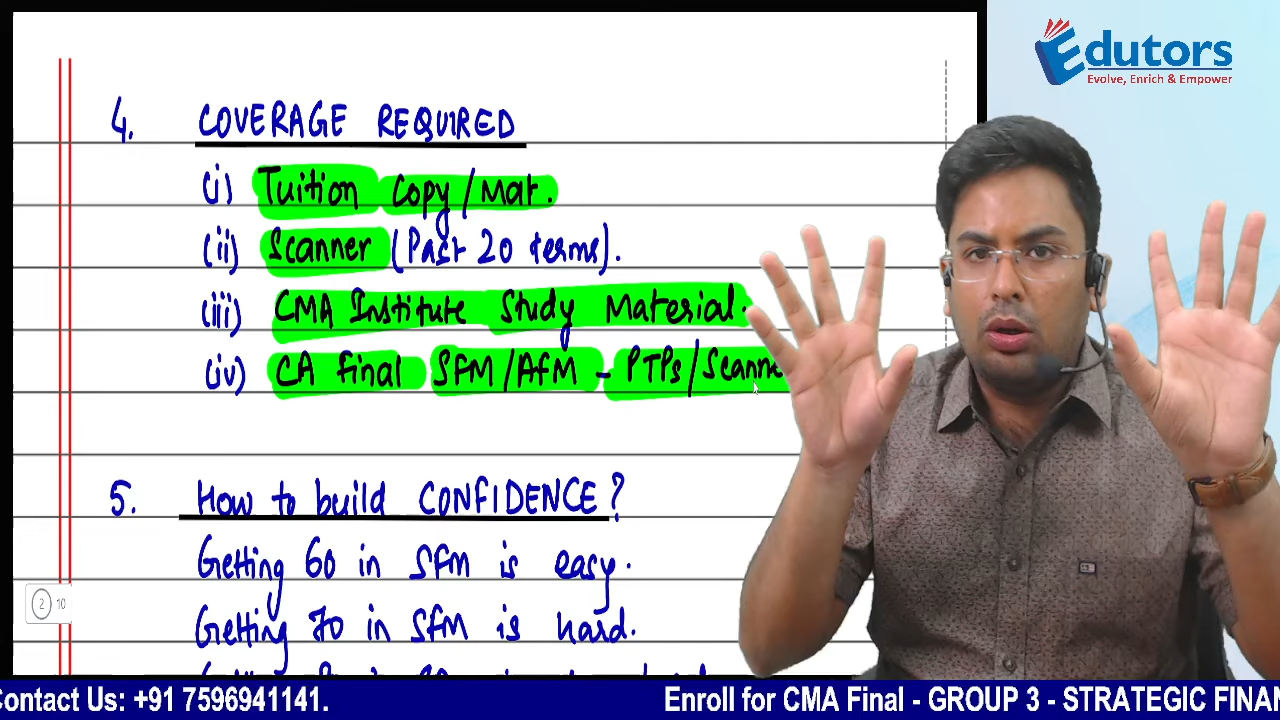 Edutors
Evolve, Enrich & Empower
4. COVERAGE REQUIRED
(i) Tuition Copy/Mat.
(ii) Scanner (Past 20 terms).
(iii) CMA Institute Study Material.
(iv) CA Final SFM/AFM - PTPs/Scanne
5. How to build CONFIDENCE?
Getting 60 in SFM is easy.
Getting 70 in SFM is hard.
2 10
Contact Us: +91 7596941141. Enroll for CMA Final - GROUP 3 - STRATEGIC FINAN